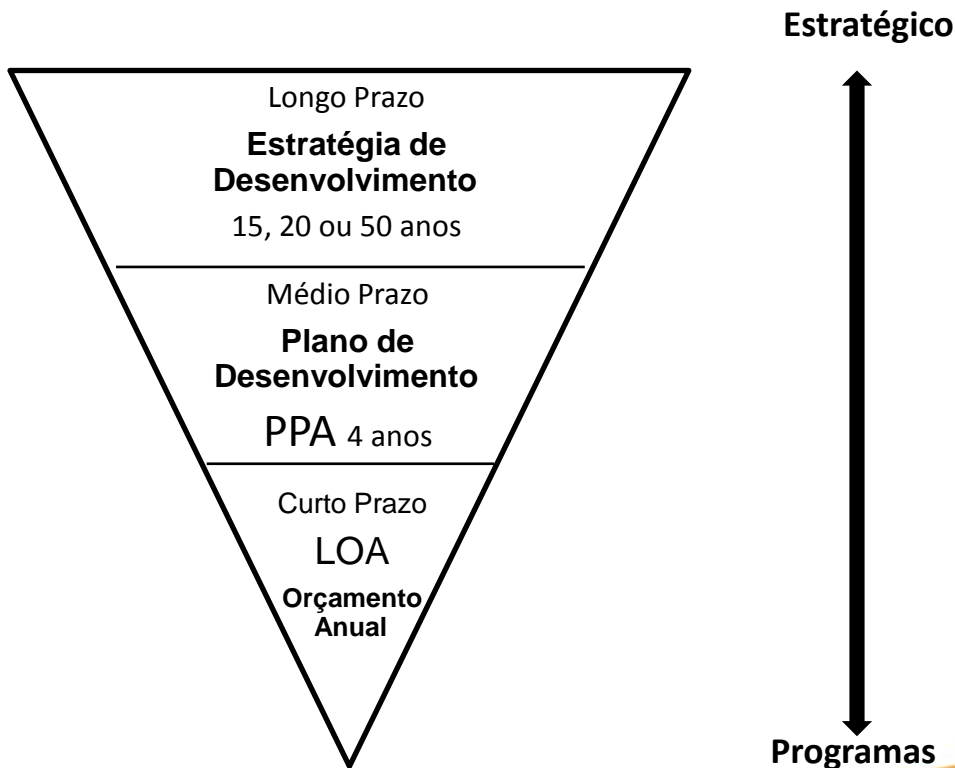 Estratégico
Longo Prazo
Estratégia de
Desenvolvimento
15, 20 ou 50 anos
Médio Prazo
Plano de
Desenvolvimento
PPA 4 anos
Curto Prazo
LOA
Orçamento
Anual
Programas